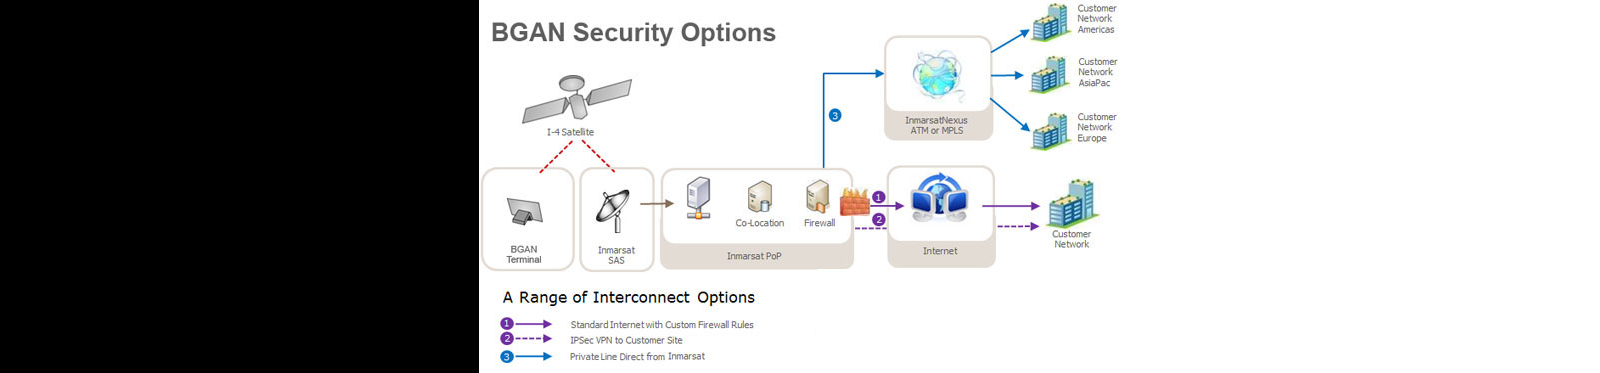 BGAN Security Options
Customer
Network
Americas
Customer
Network
AsiaPac
Customer
Network
Europe
InmarsatNexus
ATM or MPLS
3
I-4 Satellite
BGAN
Terminal
Inmarsat
SAS
Co-Location
Firewall
Inmarsat PoP
1
2
Internet
Customer
Network
A Range of Interconnect Options
1 Standard Internet with Custom Firewall Rules
2 IPSec VPN to Customer Site
3 Private Line Direct from Inmarsat